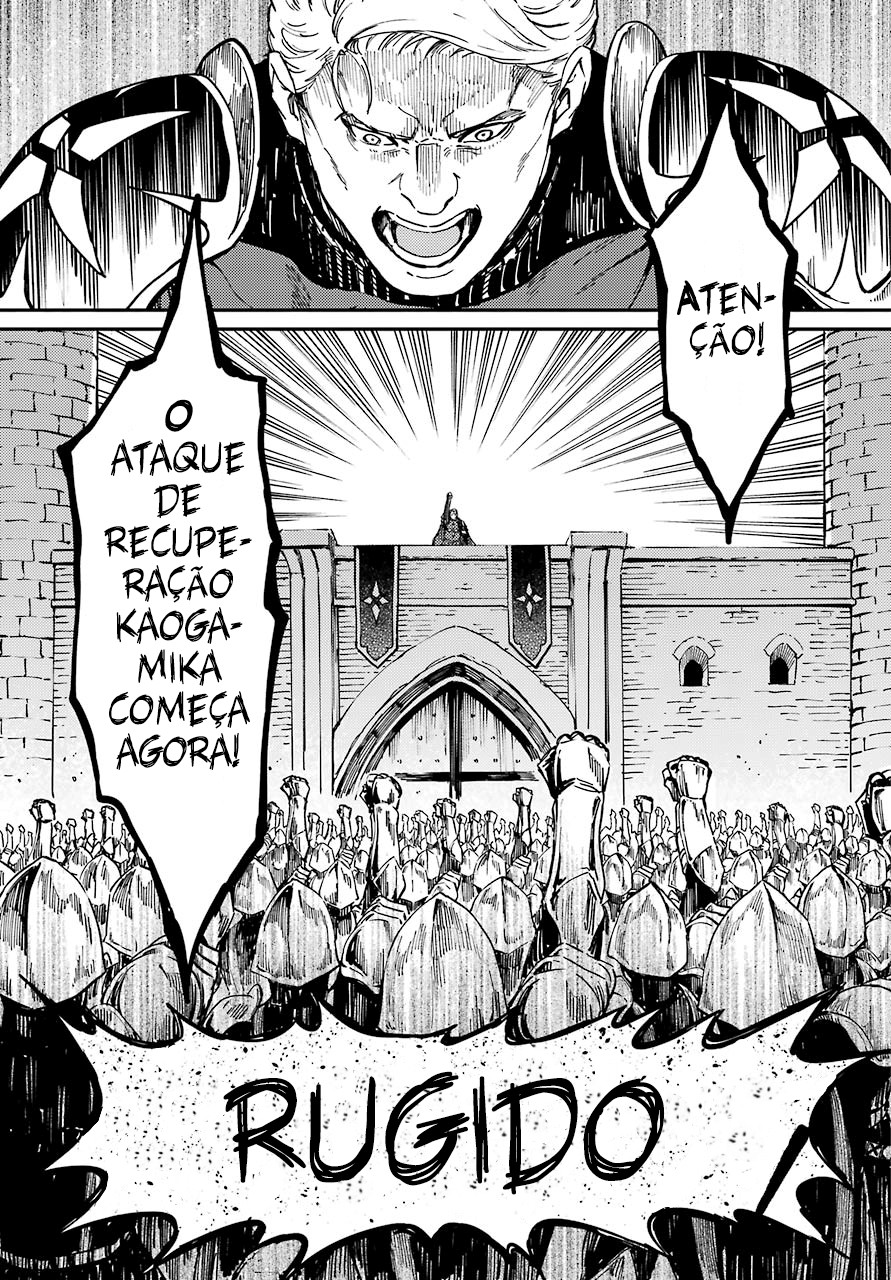 ATEN-
ÇÃO!
O
ATAQUE
DE
RECUPE-
RAÇÃO
KAOGA-
MIKA
COMEÇA
AGORA!
RUGIDO